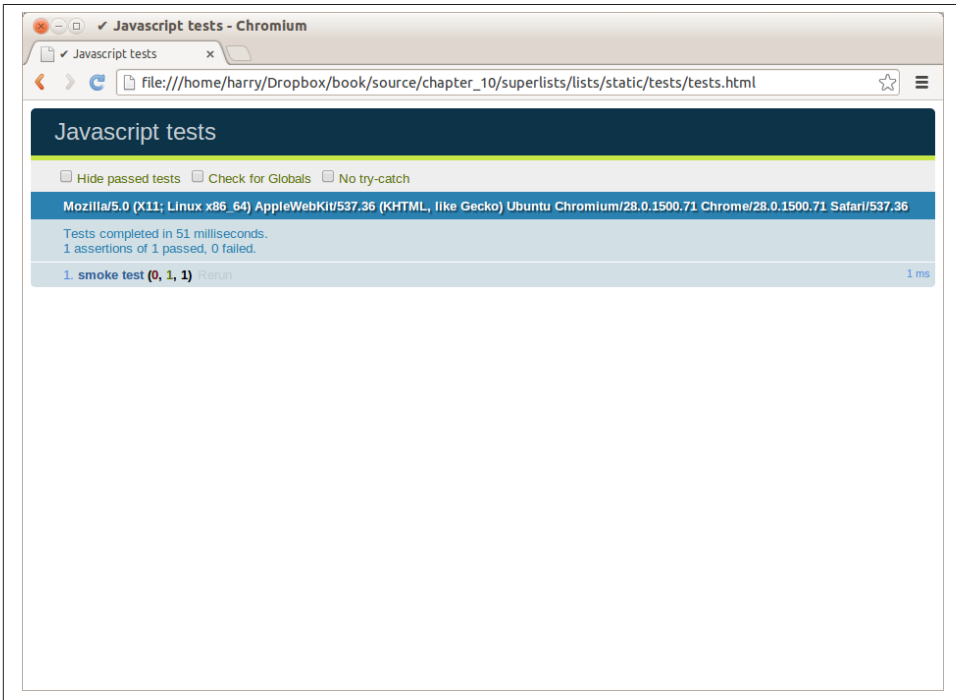 ✔ Javascript tests - Chromium
✔ Javascript tests ×
file:///home/harry/Dropbox/book/source/chapter_10/superlists/lists/static/tests/tests.html
Javascript tests
Hide passed tests Check for Globals No try-catch
Mozilla/5.0 (X11; Linux x86_64) AppleWebKit/537.36 (KHTML, like Gecko) Ubuntu Chromium/28.0.1500.71 Chrome/28.0.1500.71 Safari/537.36
Tests completed in 51 milliseconds.
1 assertions of 1 passed, 0 failed.
1. smoke test (0, 1, 1) Rerun 1 ms